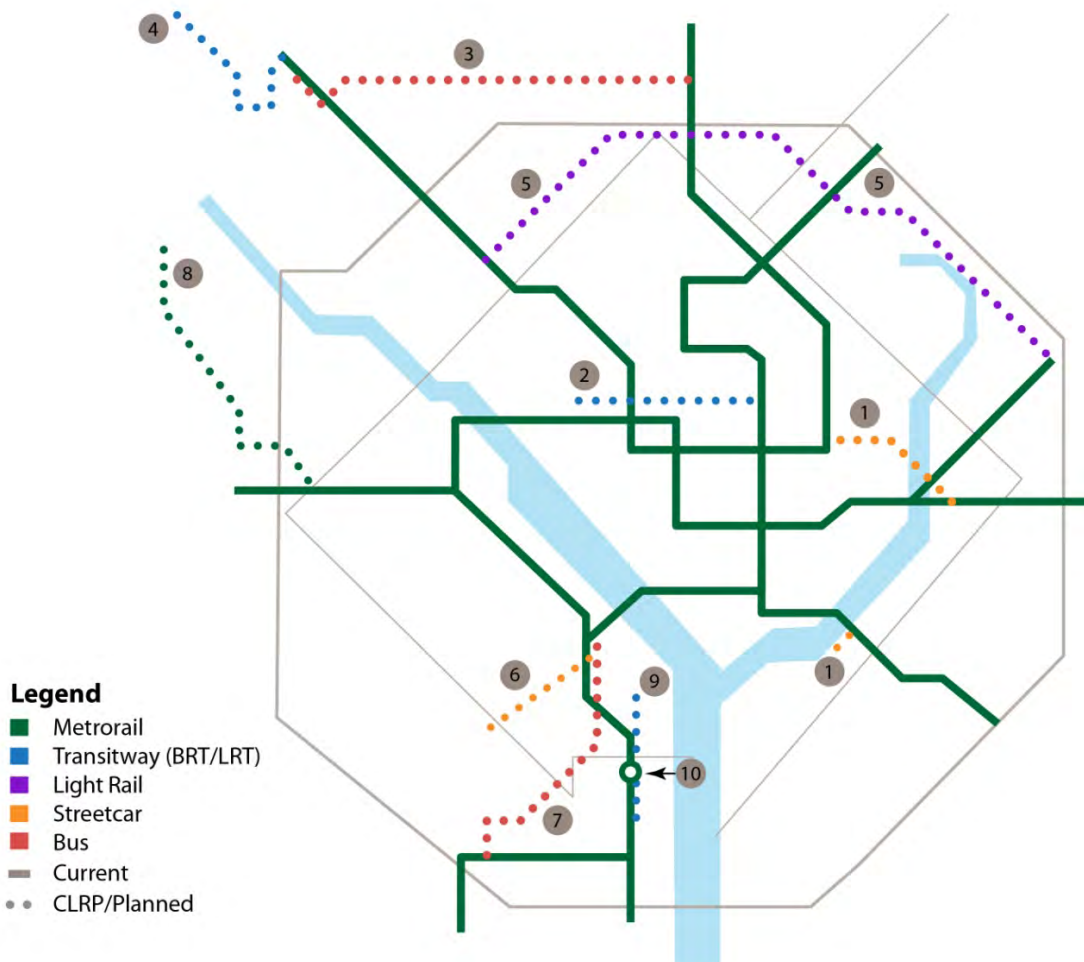 4
3
5
5
8
2
1
6
9
1
10
7
Legend
Metrorail
Transitway (BRT/LRT)
Light Rail
Streetcar
Bus
Current
CLRP/Planned